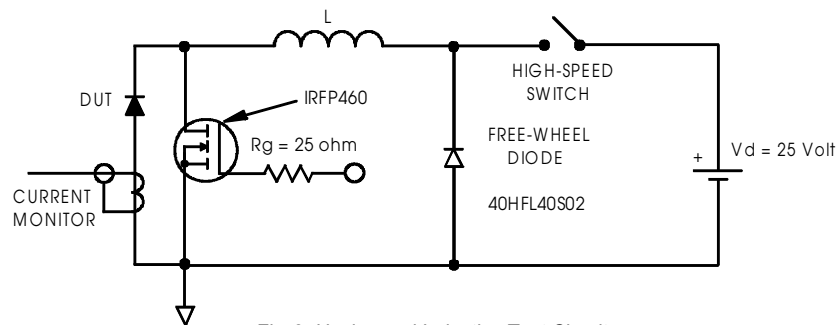 L
HIGH-SPEED
SWITCH
DUT
IRFP460
Rg = 25 ohm
FREE-WHEEL
DIODE
+
Vd = 25 Volt
40HFL40S02
CURRENT
MONITOR